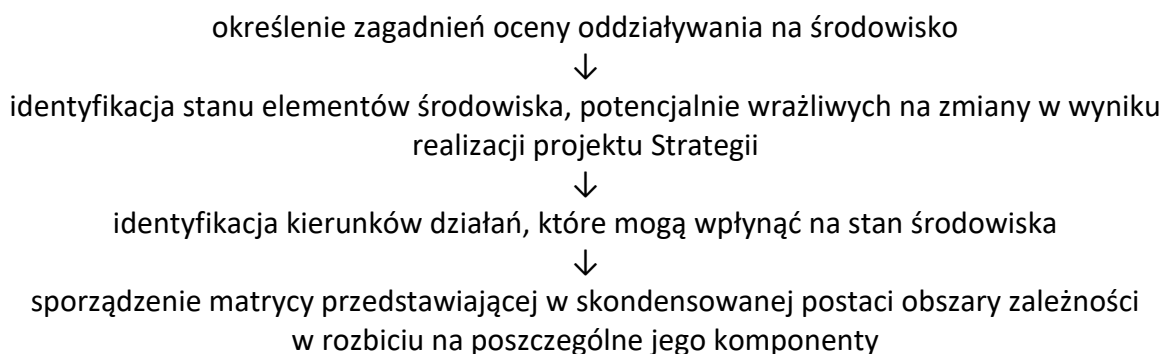 określenie zagadnień oceny oddziaływania na środowisko
↓
identyfikacja stanu elementów środowiska, potencjalnie wrażliwych na zmiany w wyniku
realizacji projektu Strategii
↓
identyfikacja kierunków działań, które mogą wpłynąć na stan środowiska
↓
sporządzenie matrycy przedstawiającej w skondensowanej postaci obszary zależności
w rozbiciu na poszczególne jego komponenty